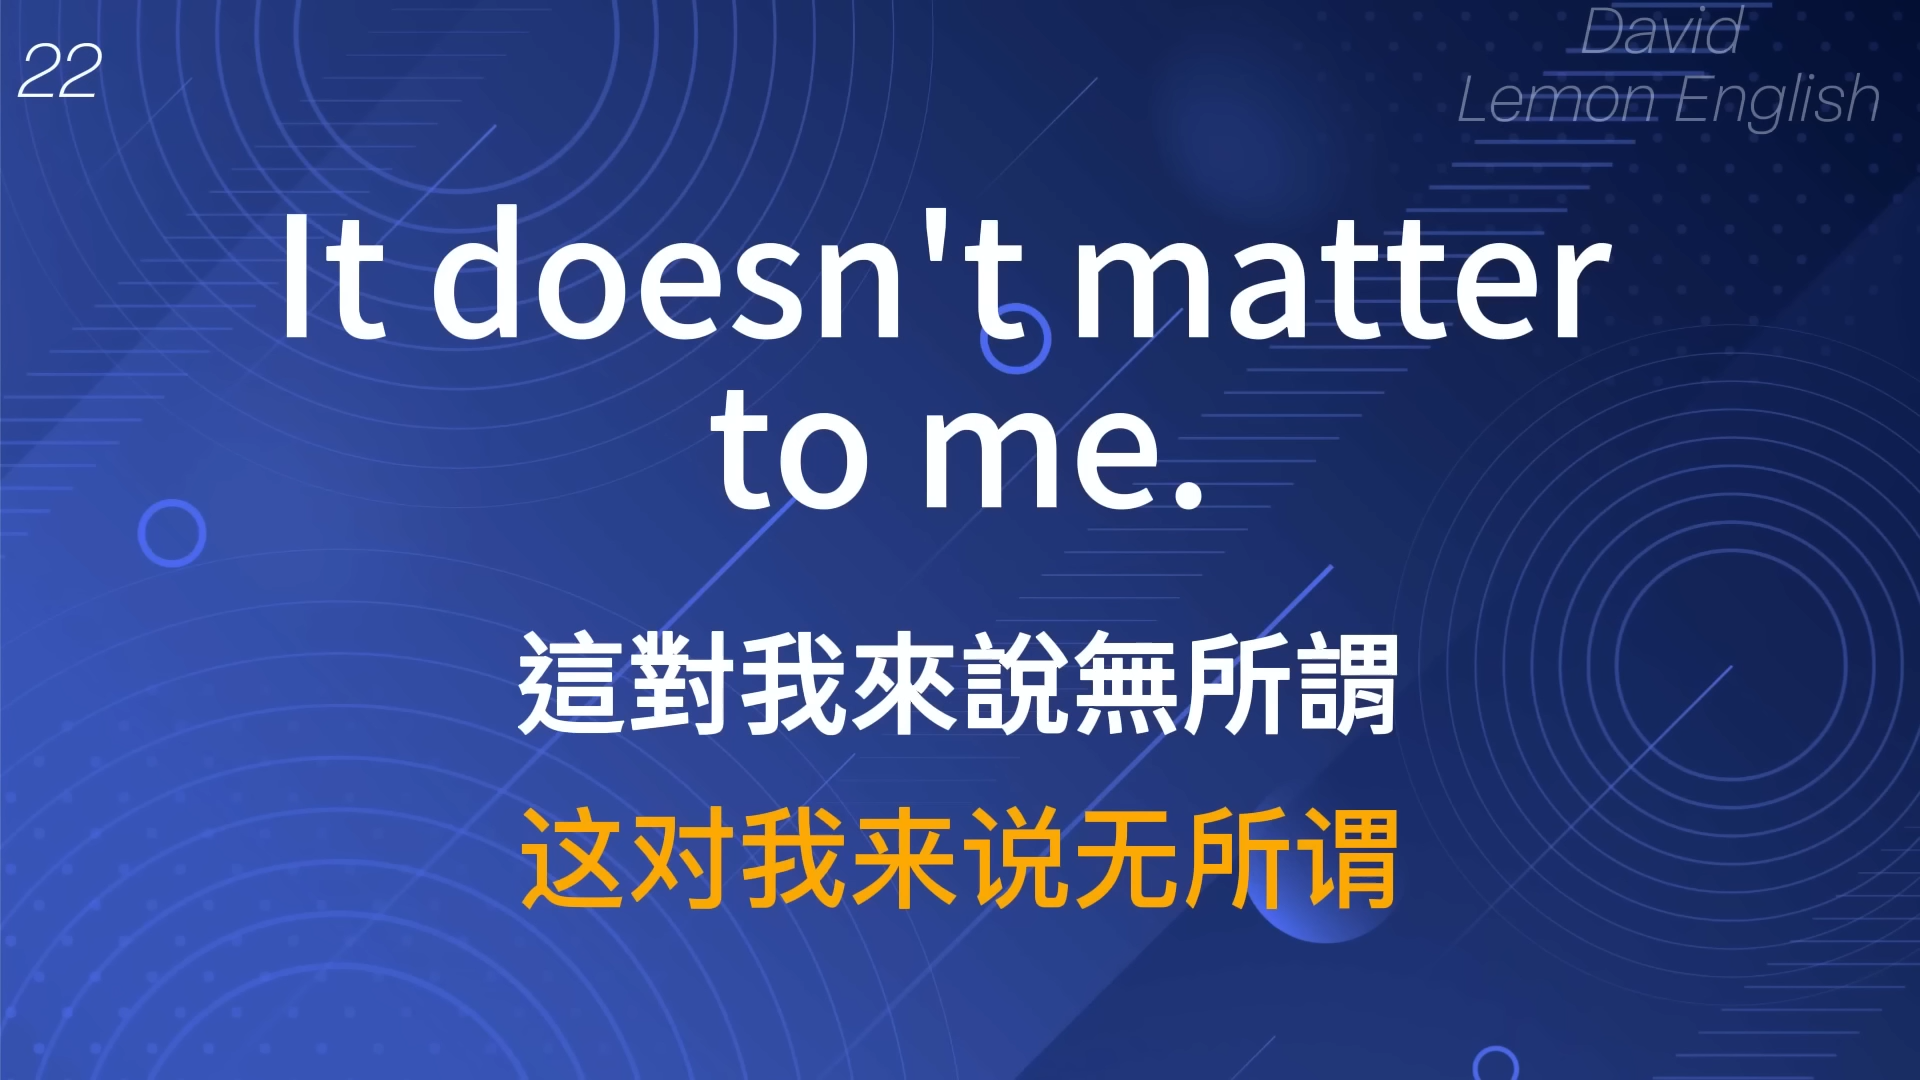 22
David
Lemon English
It doesn't matter
to me.
這對我來說無所謂
这对我来说无所谓